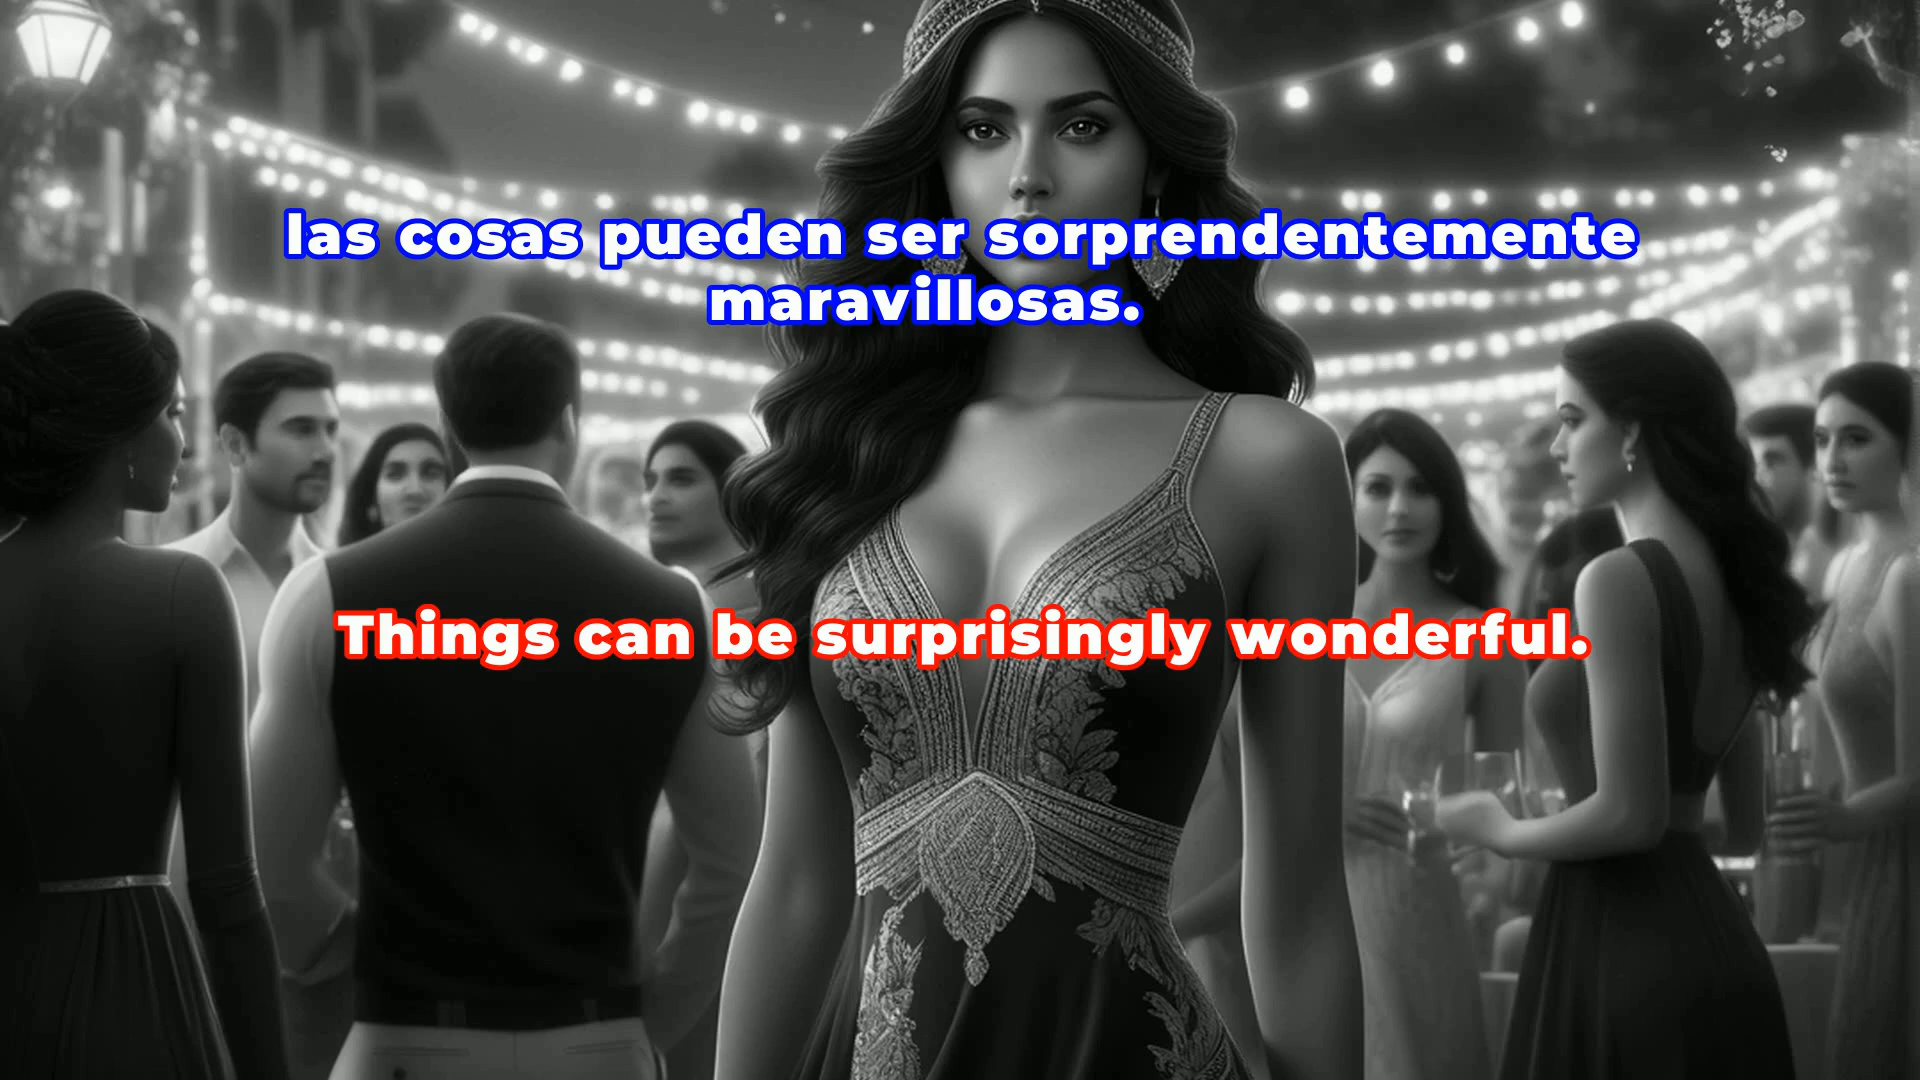 las cosas pueden ser sorprendentemente
maravillosas.
Things can be surprisingly wonderful.